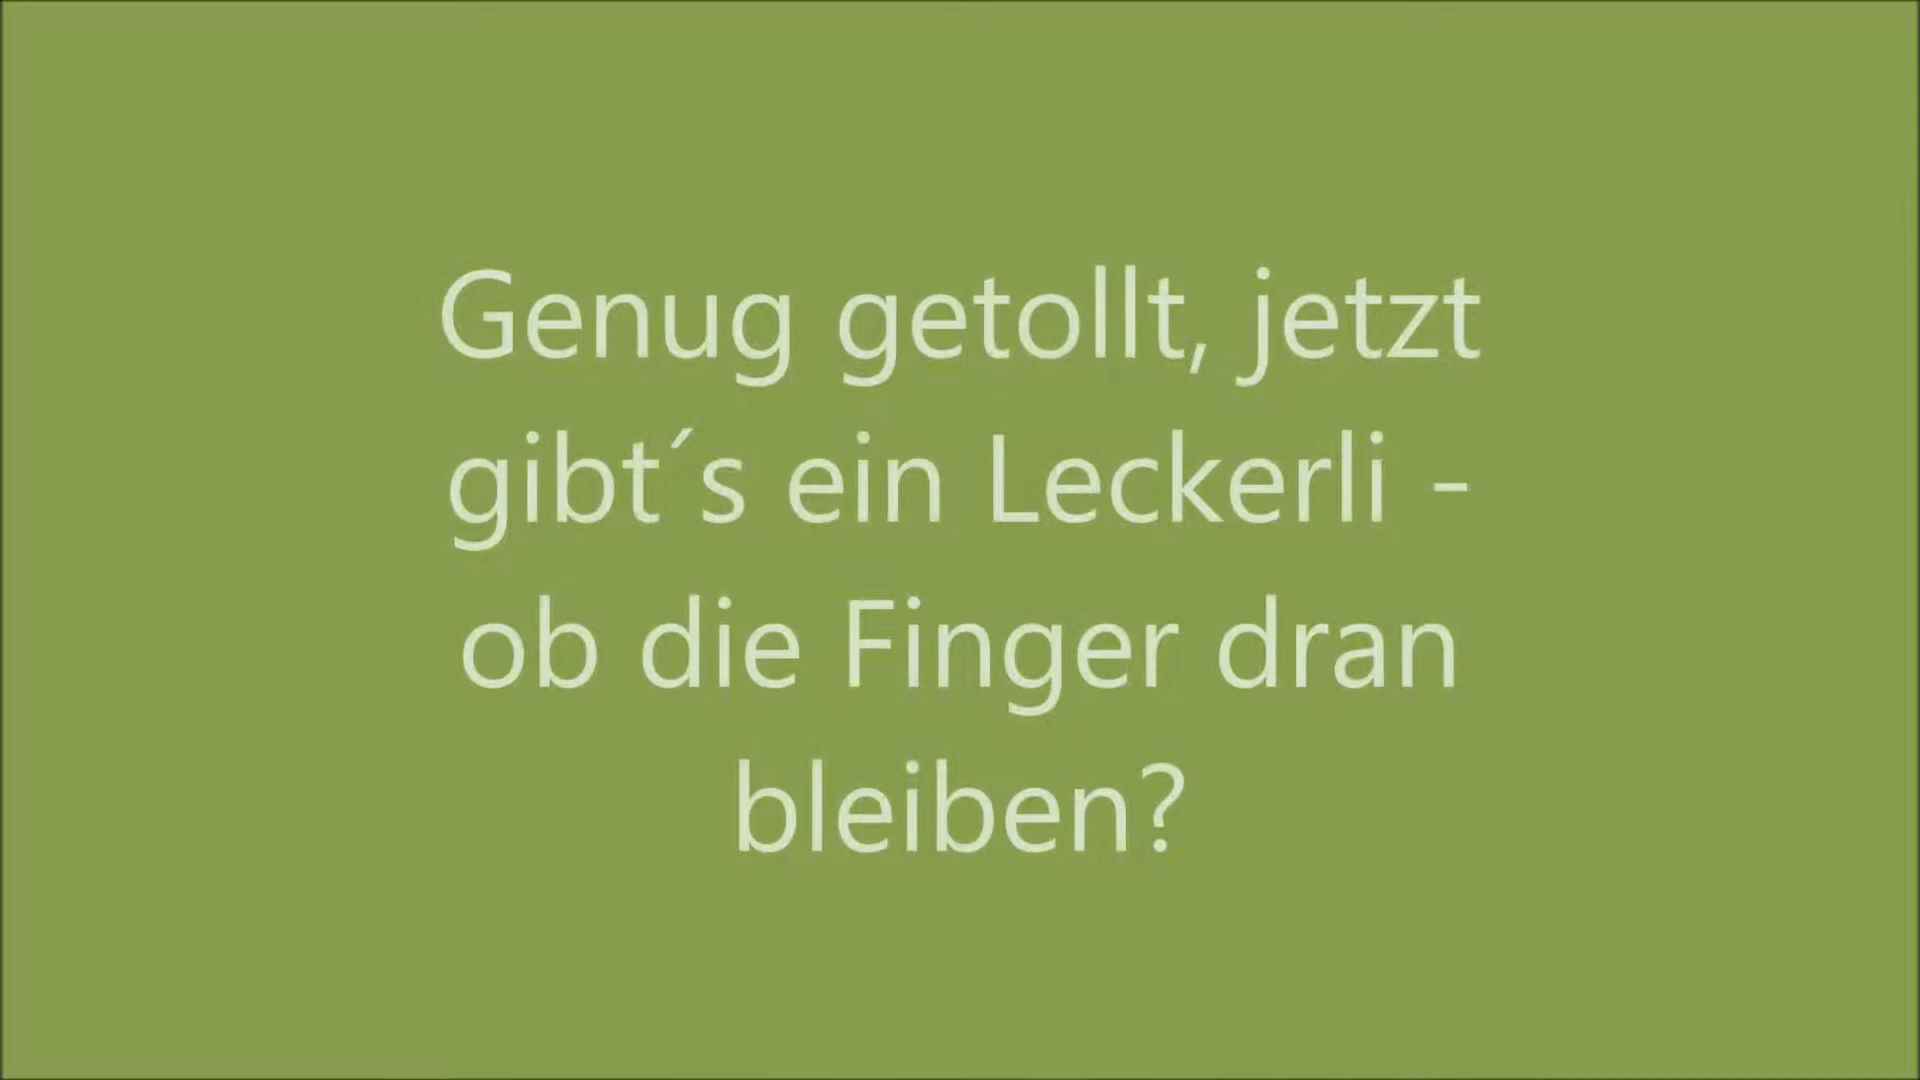 Genug getollt, jetzt
gibt´s ein Leckerli -
ob die Finger dran
bleiben?